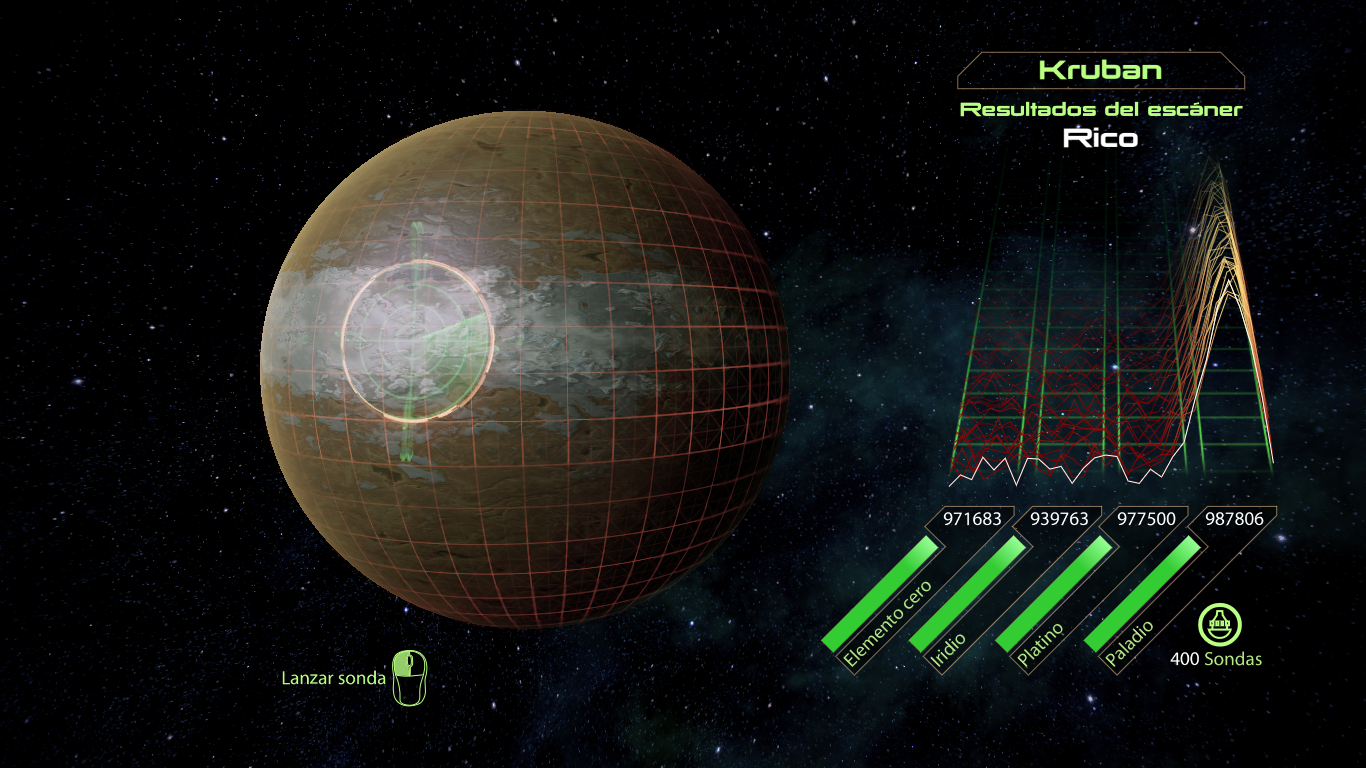 Kruban
Resultados del escáner
Rico
971683 939763 977500 987806
Elemento cero
Iridio
Platino
Paladio
400 Sondas
Lanzar sonda